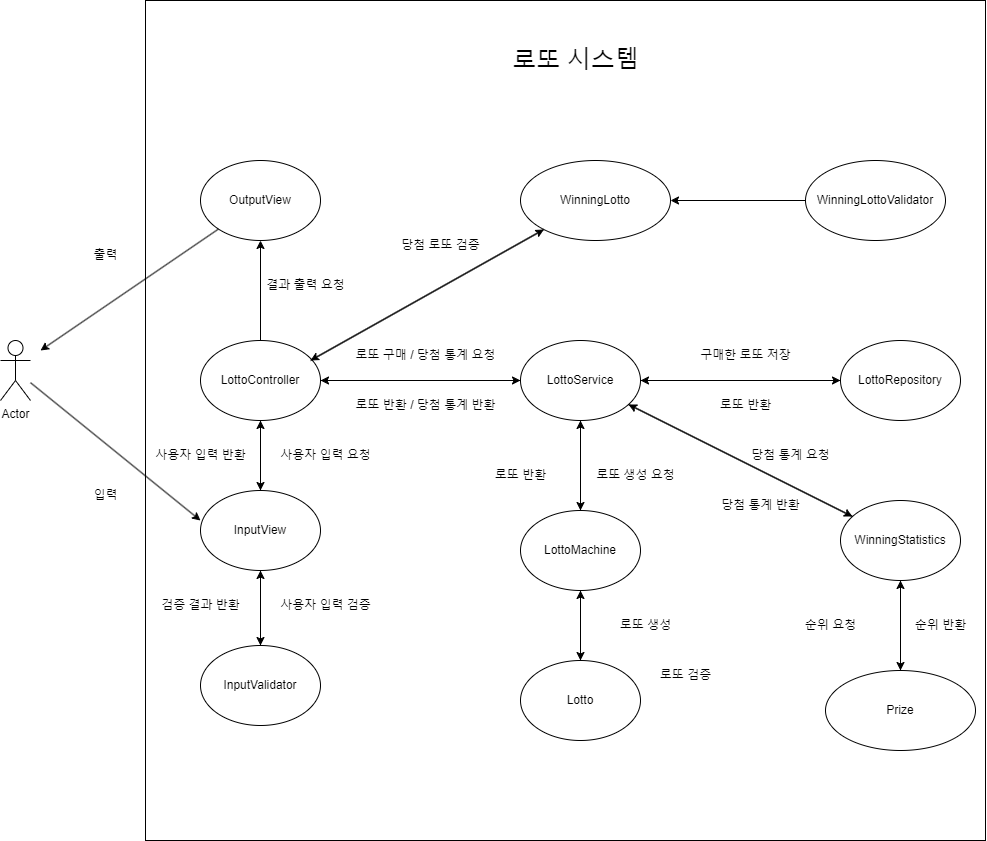 로또 시스템
OutputView
WinningLotto
WinningLottoValidator
출력
당첨 로또 검증
결과 출력 요청
로또 구매 / 당첨 통계 요청
구매한 로또 저장
LottoController
LottoService
LottoRepository
로또 반환 / 당첨 통계 반환
로또 반환
Actor
사용자 입력 반환
사용자 입력 요청
당첨 통계 요청
로또 반환
로또 생성 요청
입력
당첨 통계 반환
InputView
LottoMachine
WinningStatistics
검증 결과 반환
사용자 입력 검증
로또 생성
순위 요청
순위 반환
로또 검증
InputValidator
Lotto
Prize